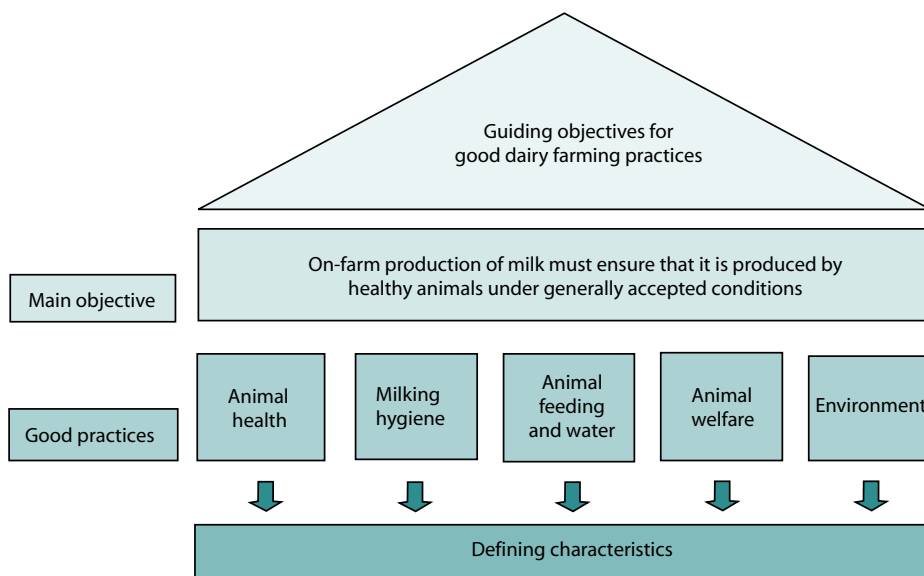 Guiding objectives for
good dairy farming practices
On-farm production of milk must ensure that it is produced by
healthy animals under generally accepted conditions
Main objective
Animal
health
Milking
hygiene
Animal
feeding
and water
Animal
welfare
Environment
Good practices
Defining characteristics